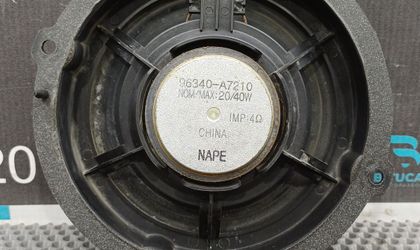 96340-A7210
NOM/MAX: 20/40W
IMP 4Ω
CHINA
NAPE
20